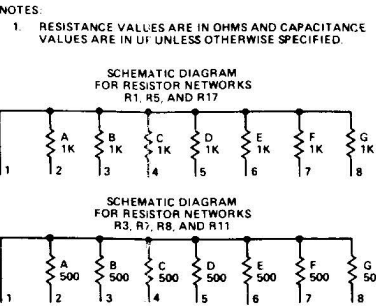 NOTES:
1. RESISTANCE VALUES ARE IN OHMS AND CAPACITANCE
VALUES ARE IN UF UNLESS OTHERWISE SPECIFIED.
SCHEMATIC DIAGRAM
FOR RESISTOR NETWORKS
R1, R5, AND R17
A B C D E F G
1K 1K 1K 1K 1K 1K 1K
1 2 3 4 5 6 7 8
SCHEMATIC DIAGRAM
FOR RESISTOR NETWORKS
R3, R7, R8, AND R11
A B C D E F G
500 500 500 500 500 500 50
1 2 3 4 5 6 7 8